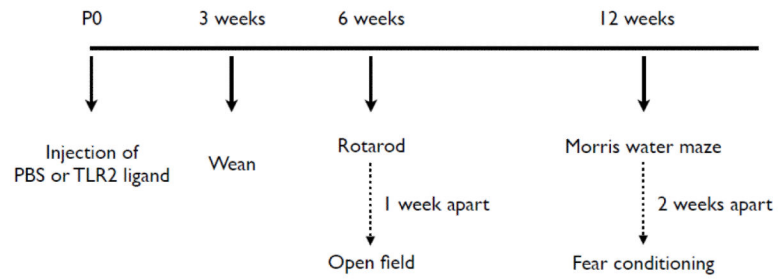 P0 3 weeks 6 weeks 12 weeks
Injection of
PBS or TLR2 ligand
Wean
Rotarod
Morris water maze
1 week apart
2 weeks apart
Open field
Fear conditioning